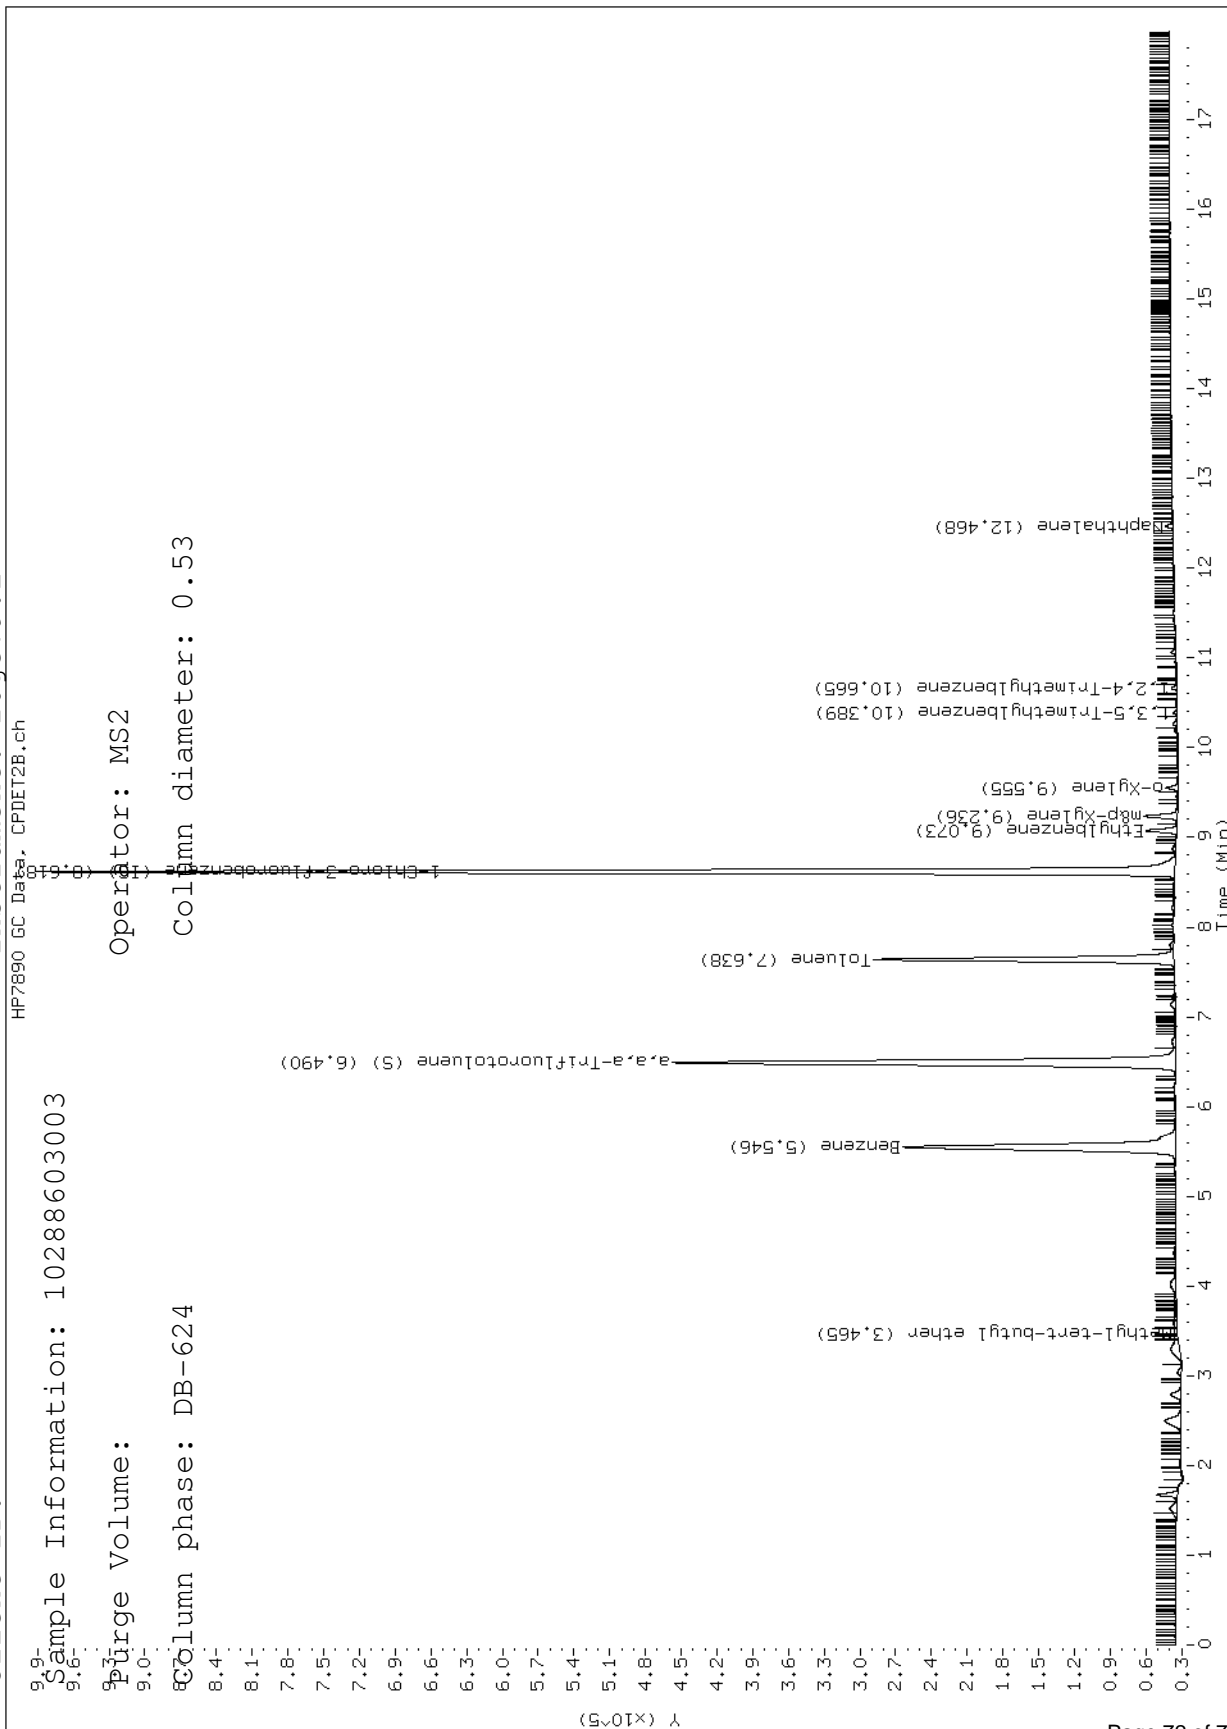 HP7890 GC Data, CPDET2B.ch
Sample Information: 10288603003
Purge Volume:
Operator: MS2
Column phase: DB-624
Column diameter: 0.53
Y (x10^5)
9.9
9.6
9.3
9.0
8.7
8.4
8.1
7.8
7.5
7.2
6.9
6.6
6.3
6.0
5.7
5.4
5.1
4.8
4.5
4.2
3.9
3.6
3.3
3.0
2.7
2.4
2.1
1.8
1.5
1.2
0.9
0.6
0.3
Methyl-tert-butyl ether (3.465)
Benzene (5.546)
a,a,a-Trifluorotoluene (S) (6.490)
Toluene (7.638)
1-Chloro-2-fluorobenzene (8.618)
Ethylbenzene (9.073)
m&p-Xylene (9.236)
o-Xylene (9.555)
1,3,5-Trimethylbenzene (10.389)
1,2,4-Trimethylbenzene (10.665)
Naphthalene (12.468)
0 1 2 3 4 5 6 7 8 9 10 11 12 13 14 15 16 17
Time (Min)